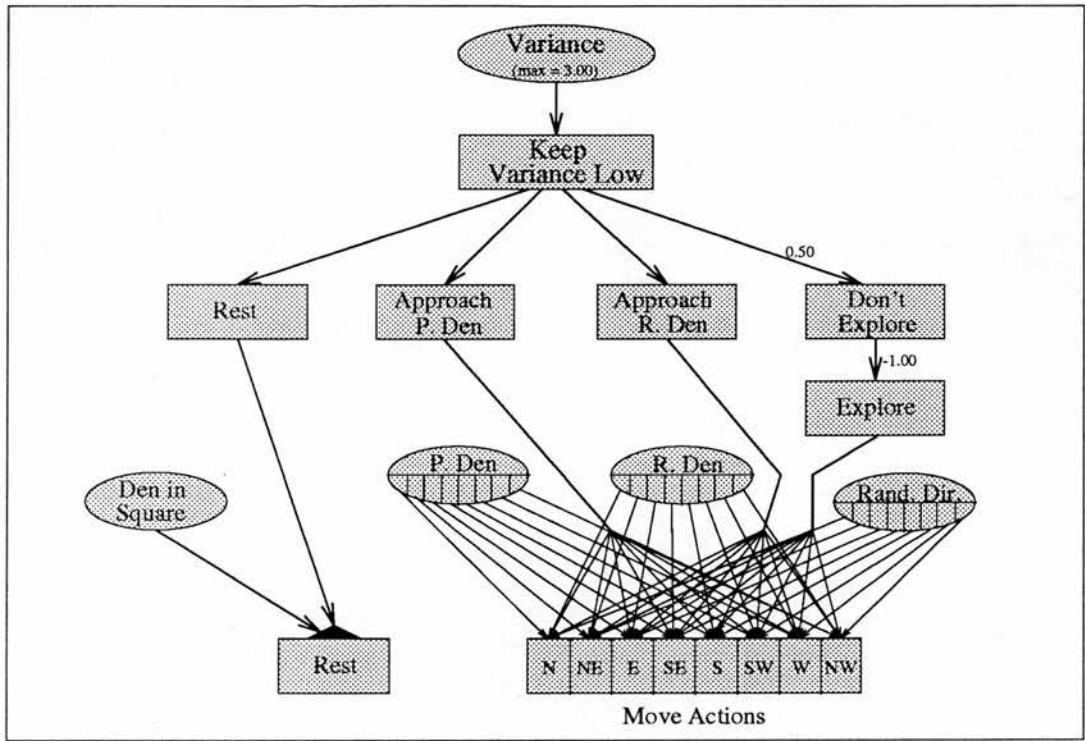 Variance
(max = 3.00)
Keep
Variance Low
0.50
Rest
Approach
P. Den
Approach
R. Den
Don't
Explore
-1.00
Explore
P. Den
R. Den
Rand. Dir.
Den in
Square
Rest
N NE E SE S SW W NW
Move Actions